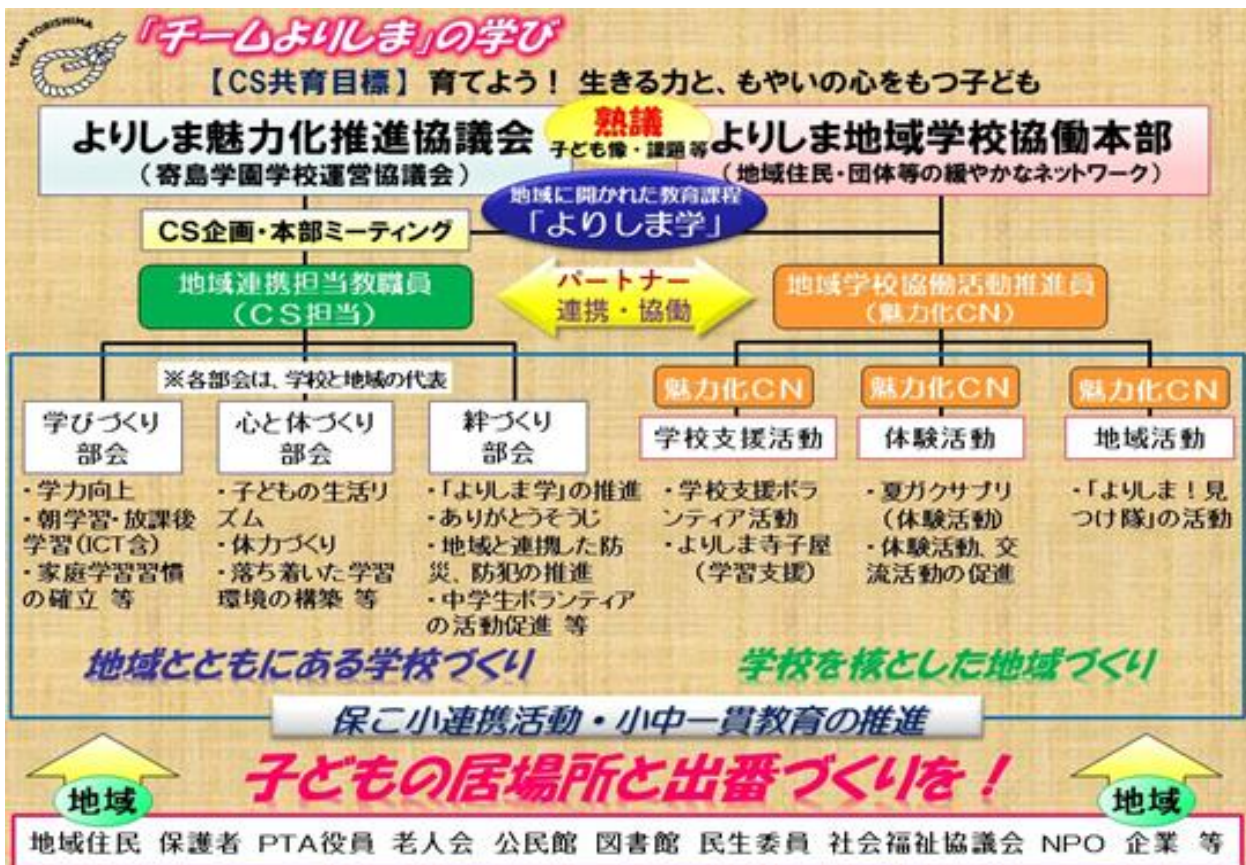 TEAM YORISHIMA
「チームよりしま」の学び
【CS共育目標】 育てよう！ 生きる力と、もやいの心をもつ子ども
よりしま魅力化推進協議会
（寄島学園学校運営協議会）
熟議
子ども像・課題等
よりしま地域学校協働本部
（地域住民・団体等の緩やかなネットワーク）
地域に開かれた教育課程
「よりしま学」
CS企画・本部ミーティング
地域連携担当教職員
（CS担当）
パートナー
連携・協働
地域学校協働活動推進員
（魅力化CN）
※各部会は、学校と地域の代表
学びづくり
部会
・学力向上
・朝学習・放課後
学習（ICT含）
・家庭学習習慣
の確立 等
心と体づくり
部会
・子どもの生活リ
ズム
・体力づくり
・落ち着いた学習
環境の構築 等
絆づくり
部会
・「よりしま学」の推進
・ありがとうそうじ
・地域と連携した防
災、防犯の推進
・中学生ボランティア
の活動促進 等
魅力化CN
学校支援活動
・学校支援ボラ
ンティア活動
・よりしま寺子屋
（学習支援）
魅力化CN
体験活動
・夏ガクサプリ
（体験活動）
・体験活動、交
流活動の促進
魅力化CN
地域活動
・「よりしま！見
つけ隊」の活動
地域とともにある学校づくり
学校を核とした地域づくり
保こ小連携活動・小中一貫教育の推進
子どもの居場所と出番づくりを！
地域
地域
地域住民 保護者 PTA役員 老人会 公民館 図書館 民生委員 社会福祉協議会 NPO 企業 等